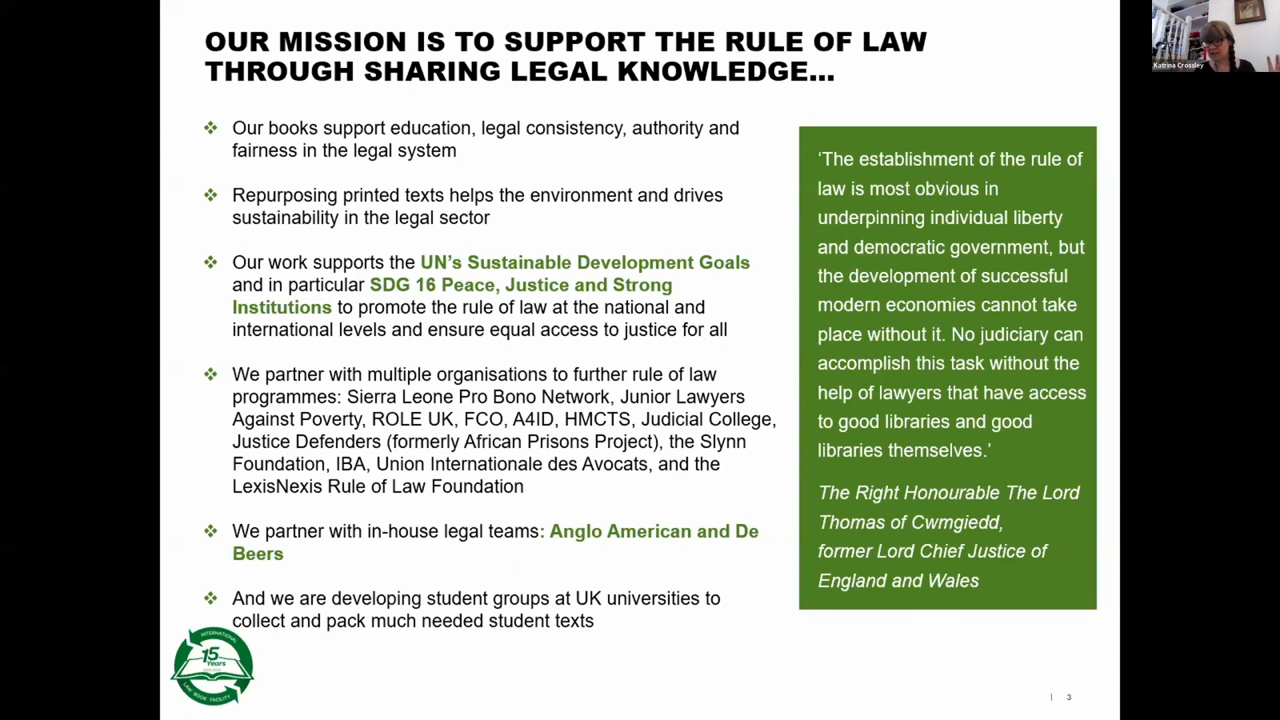 OUR MISSION IS TO SUPPORT THE RULE OF LAW
THROUGH SHARING LEGAL KNOWLEDGE...
Our books support education, legal consistency, authority and
fairness in the legal system
Repurposing printed texts helps the environment and drives
sustainability in the legal sector
Our work supports the UN's Sustainable Development Goals
and in particular SDG 16 Peace, Justice and Strong
Institutions to promote the rule of law at the national and
international levels and ensure equal access to justice for all
We partner with multiple organisations to further rule of law
programmes: Sierra Leone Pro Bono Network, Junior Lawyers
Against Poverty, ROLE UK, FCO, A4ID, HMCTS, Judicial College,
Justice Defenders (formerly African Prisons Project), the Slynn
Foundation, IBA, Union Internationale des Avocats, and the
LexisNexis Rule of Law Foundation
We partner with in-house legal teams: Anglo American and De
Beers
And we are developing student groups at UK universities to
collect and pack much needed student texts
‘The establishment of the rule of
law is most obvious in
underpinning individual liberty
and democratic government, but
the development of successful
modern economies cannot take
place without it. No judiciary can
accomplish this task without the
help of lawyers that have access
to good libraries and good
libraries themselves.’
The Right Honourable The Lord
Thomas of Cwmgiedd,
former Lord Chief Justice of
England and Wales
INTERNATIONAL
15
Years
LAW BOOK FACILITY
| 3
Katrina Crossley